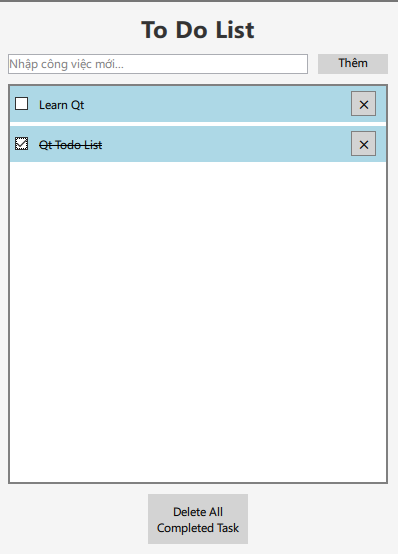 To Do List
Nhập công việc mới...
Thêm
Learn Qt
Qt Todo List
Delete All
Completed Task